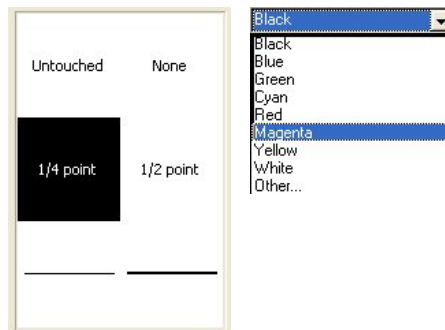 Untouched None
1/4 point 1/2 point
Black
Black
Blue
Green
Cyan
Red
Magenta
Yellow
White
Other...